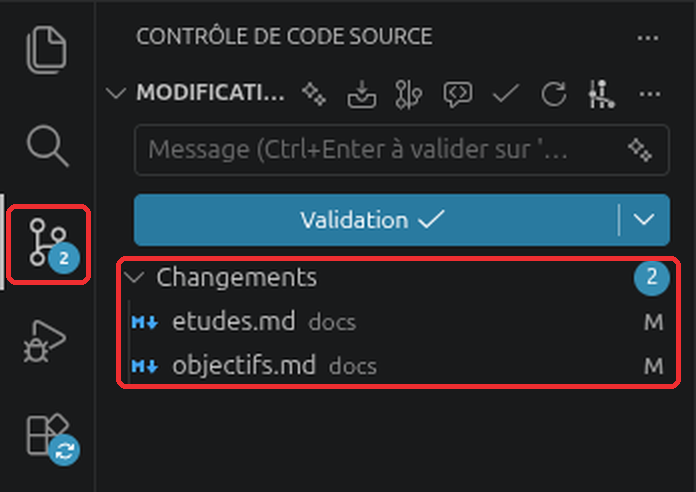 CONTRÔLE DE CODE SOURCE
MODIFICATI...
Message (Ctrl+Enter à valider sur '...
Validation
2
Changements 2
etudes.md docs M
objectifs.md docs M